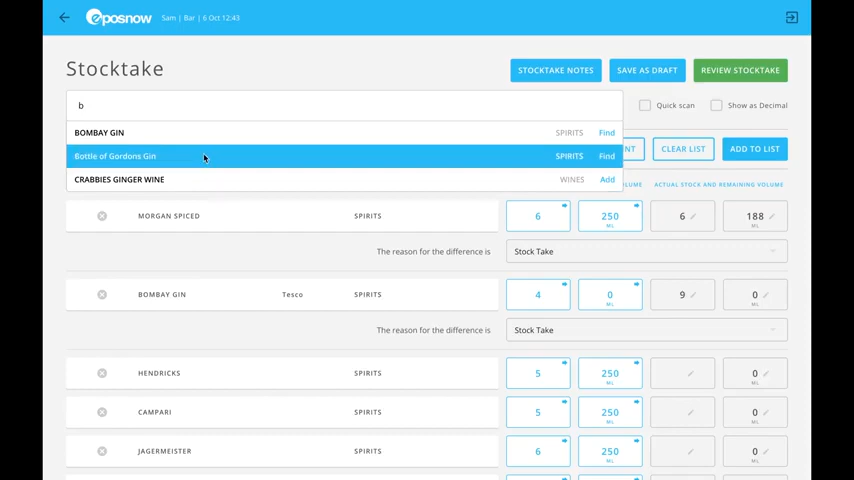 eposnow Sam | Bar | 6 Oct 12:43
Stocktake STOCKTAKE NOTES SAVE AS DRAFT REVIEW STOCKTAKE
b Quick scan Show as Decimal
BOMBAY GIN SPIRITS Find
Bottle of Gordons Gin SPIRITS Find NT CLEAR LIST ADD TO LIST
CRABBIES GINGER WINE WINES Add
LUME ACTUAL STOCK AND REMAINING VOLUME
MORGAN SPICED SPIRITS 6 250 ML 6 188 ML
The reason for the difference is Stock Take
BOMBAY GIN Tesco SPIRITS 4 0 ML 9 0 ML
The reason for the difference is Stock Take
HENDRICKS SPIRITS 5 250 ML 0 ML
CAMPARI SPIRITS 5 250 ML 0 ML
JAGERMEISTER SPIRITS 6 250 ML 0 ML